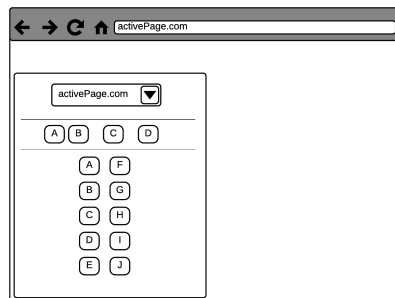 activePage.com
activePage.com
A B C D
A F
B G
C H
D I
E J